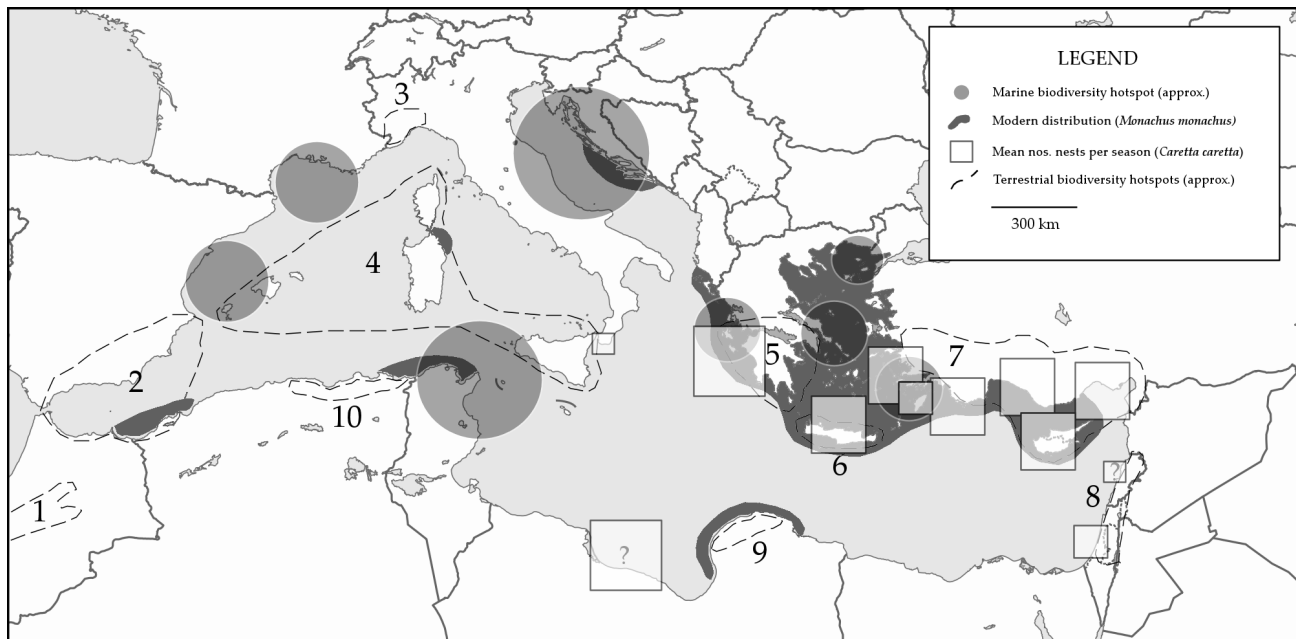 LEGEND
Marine biodiversity hotspot (approx.)
Modern distribution (Monachus monachus)
Mean nos. nests per season (Caretta caretta)
Terrestrial biodiversity hotspots (approx.)
300 km
3
4
2
5
7
10
6
?
8
1
9
?